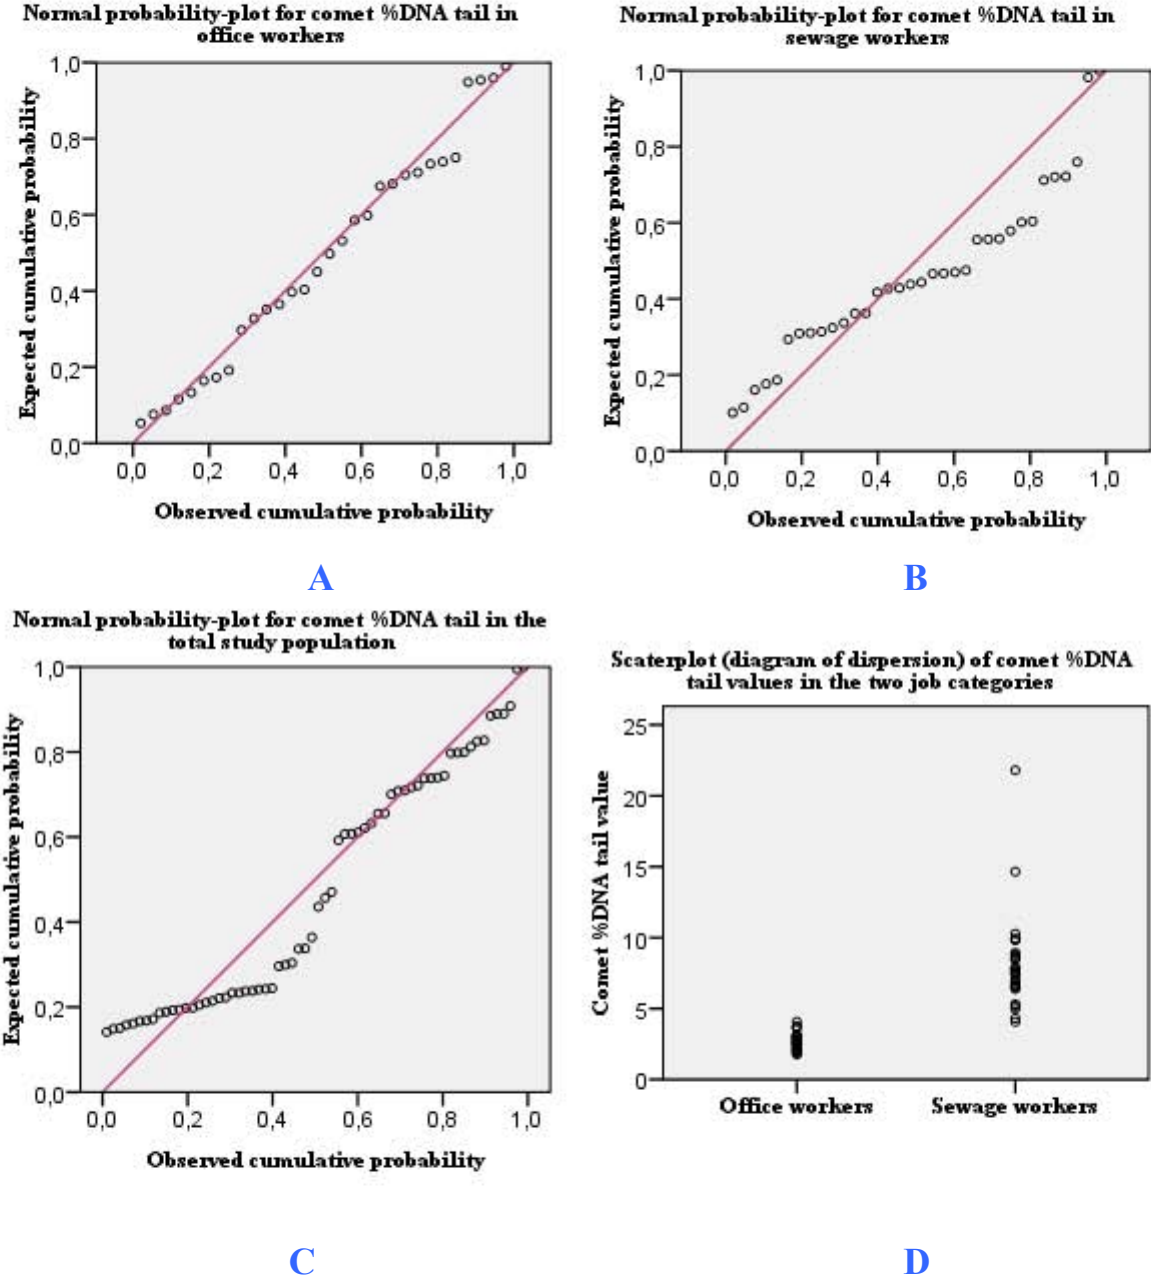 Normal probability-plot for comet %DNA tail in
office workers
Expected cumulative probability
1,0
0,8
0,6
0,4
0,2
0,0
0,0 0,2 0,4 0,6 0,8 1,0
Observed cumulative probability
A
Normal probability-plot for comet %DNA tail in
sewage workers
Expected cumulative probability
1,0
0,8
0,6
0,4
0,2
0,0
0,0 0,2 0,4 0,6 0,8 1,0
Observed cumulative probability
B
Normal probability-plot for comet %DNA tail in the
total study population
Expected cumulative probability
1,0
0,8
0,6
0,4
0,2
0,0
0,0 0,2 0,4 0,6 0,8 1,0
Observed cumulative probability
C
Scaterplot (diagram of dispersion) of comet %DNA
tail values in the two job categories
Comet %DNA tail value
25
20
15
10
5
0
Office workers Sewage workers
D